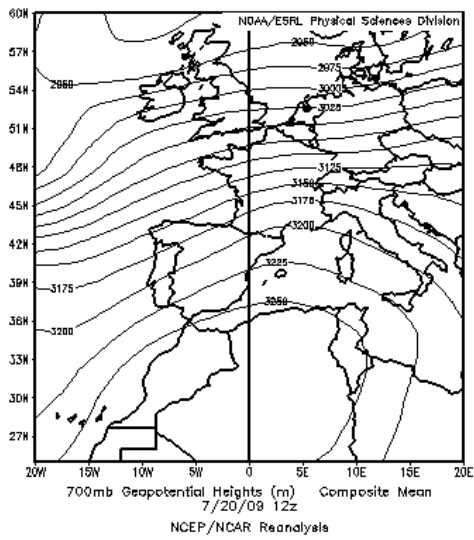 60N
NOAA/ESRL Physical Sciences Division
2950
57N
2975
2950
54N
3000
3025
51N
48N
3125
3150
45N
3175
3200
42N
3225
39N
3175
3250
36N
3200
33N
30N
27N
20W 15W 10W 5W 0 5E 10E 15E 20E
700mb Geopotential Heights (m) Composite Mean
7/20/09 12z
NCEP/NCAR Reanalysis